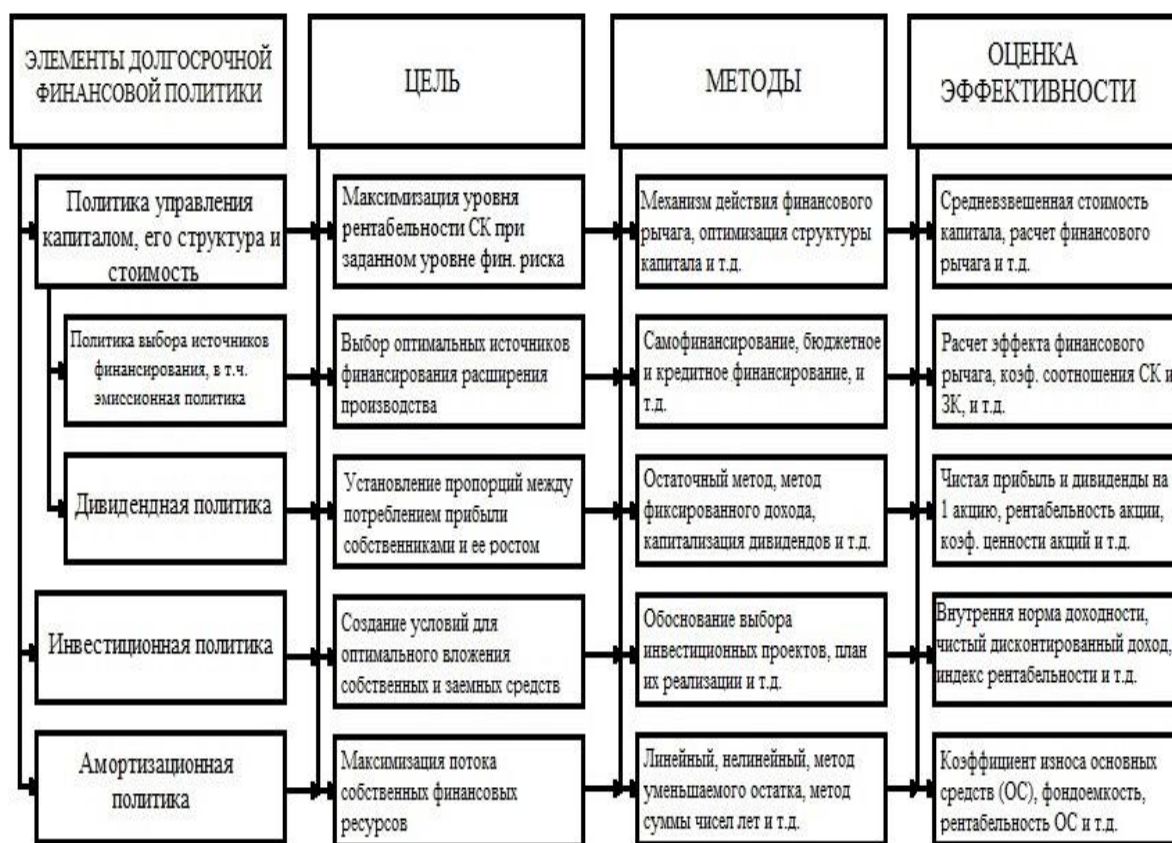 ЭЛЕМЕНТЫ ДОЛГОСРОЧНОЙ
ФИНАНСОВОЙ ПОЛИТИКИ
ЦЕЛЬ
МЕТОДЫ
ОЦЕНКА
ЭФФЕКТИВНОСТИ
Политика управления
капиталом, его структура и
стоимость
Максимизация уровня
рентабельности СК при
заданном уровне фин. риска
Механизм действия финансового
рычага, оптимизация структуры
капитала и т.д.
Средневзвешенная стоимость
капитала, расчет финансового
рычага и т.д.
Политика выбора источников
финансирования, в т.ч.
эмиссионная политика
Выбор оптимальных источников
финансирования расширения
производства
Самофинансирование, бюджетное
и кредитное финансирование, и
т.д.
Расчет эффекта финансового
рычага, коэф. соотношения СК и
ЗК, и т.д.
Дивидендная политика
Установление пропорций между
потреблением прибыли
собственниками и ее ростом
Остаточный метод, метод
фиксированного дохода,
капитализация дивидендов и т.д.
Чистая прибыль и дивиденды на
1 акцию, рентабельность акции,
коэф. ценности акций и т.д.
Инвестиционная политика
Создание условий для
оптимального вложения
собственных и заемных средств
Обоснование выбора
инвестиционных проектов, план
их реализации и т.д.
Внутрення норма доходности,
чистый дисконтированный доход,
индекс рентабельности и т.д.
Амортизационная
политика
Максимизация потока
собственных финансовых
ресурсов
Линейный, нелинейный, метод
уменьшаемого остатка, метод
суммы чисел лет и т.д.
Коэффициент износа основных
средств (ОС), фондоемкость,
рентабельность ОС и т.д.